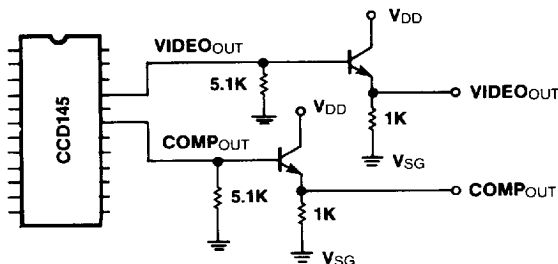 VDD
VIDEOOUT
5.1K
VIDEOOUT
1K
VDD
CCD145
COMPOUT
VSG
5.1K
COMPOUT
1K
VSG